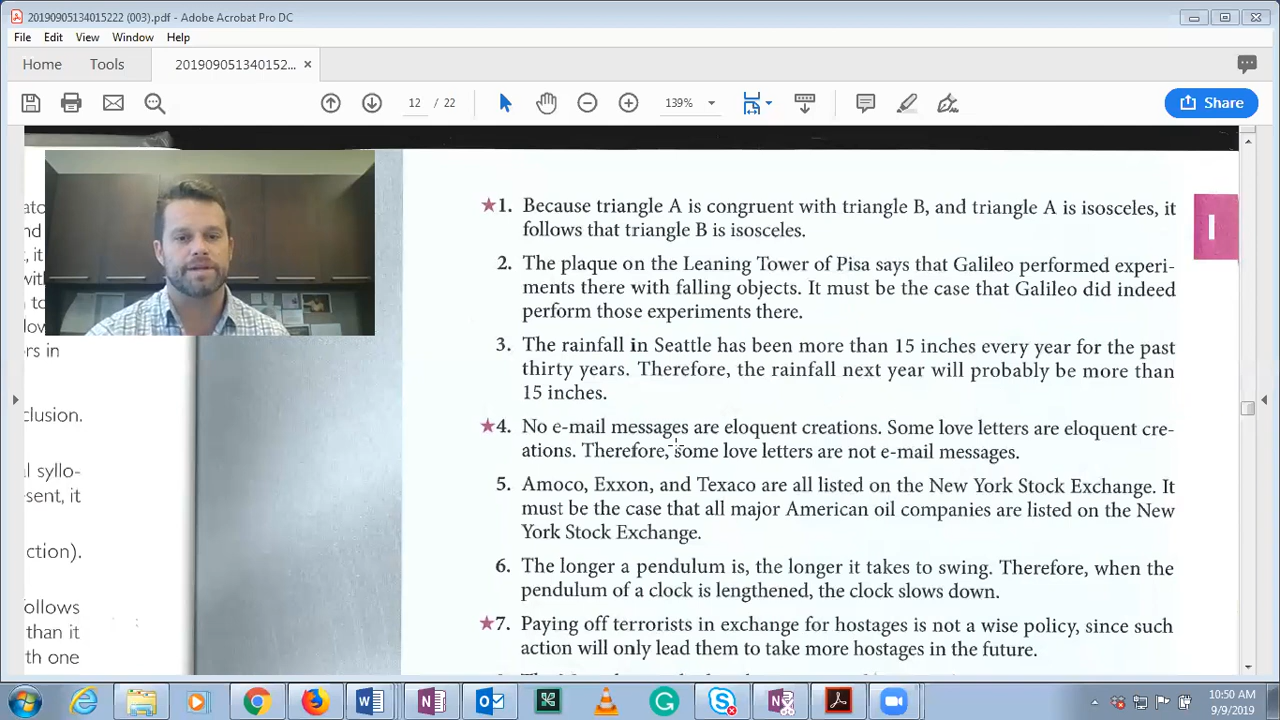 20190905134015222 (003).pdf - Adobe Acrobat Pro DC
File Edit View Window Help
Home Tools 201909051340152... ×
12 / 22 139% Share
1. Because triangle A is congruent with triangle B, and triangle A is isosceles, it
follows that triangle B is isosceles.
2. The plaque on the Leaning Tower of Pisa says that Galileo performed experi-
ments there with falling objects. It must be the case that Galileo did indeed
perform those experiments there.
3. The rainfall in Seattle has been more than 15 inches every year for the past
thirty years. Therefore, the rainfall next year will probably be more than
15 inches.
4. No e-mail messages are eloquent creations. Some love letters are eloquent cre-
ations. Therefore, some love letters are not e-mail messages.
5. Amoco, Exxon, and Texaco are all listed on the New York Stock Exchange. It
must be the case that all major American oil companies are listed on the New
York Stock Exchange.
6. The longer a pendulum is, the longer it takes to swing. Therefore, when the
pendulum of a clock is lengthened, the clock slows down.
7. Paying off terrorists in exchange for hostages is not a wise policy, since such
action will only lead them to take more hostages in the future.
I
ers in
clusion.
al syllo-
esent, it
ction).
follows
than it
th one
10:50 AM
9/9/2019